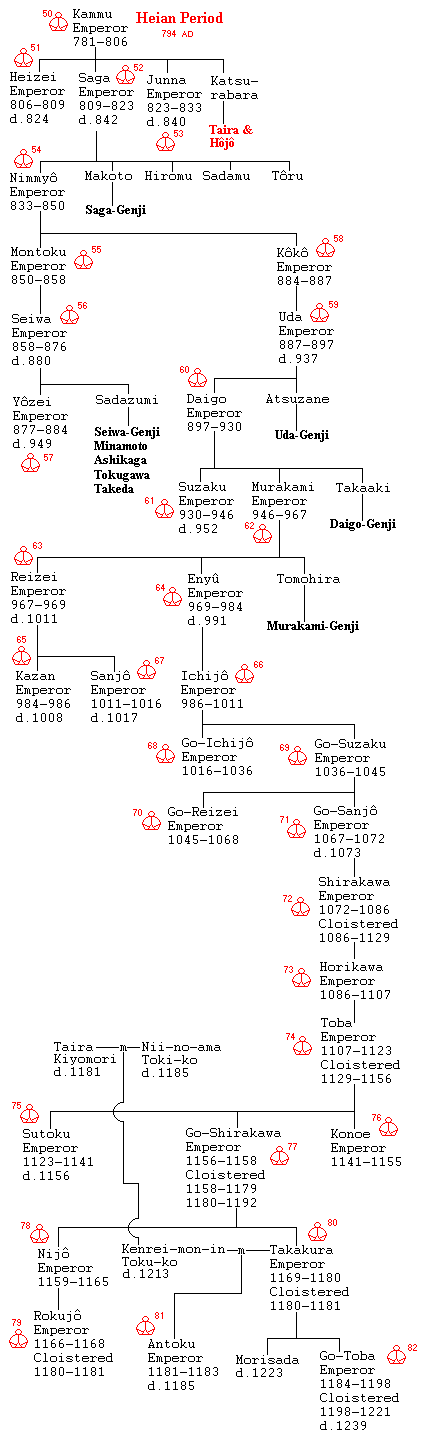 50
Kammu
Emperor
781–806
Heian Period
794 AD
51
Heizei
Emperor
806–809
d.824
Saga
52
Emperor
809–823
d.842
Junna
Emperor
823–833
d.840
53
Katsu-
rabara
Taira &
Hôjô
54
Nimmyô
Emperor
833–850
Makoto
Hiromu
Sadamu
Tôru
Saga-Genji
Montoku
Emperor
850–858
55
Kôkô
Emperor
884–887
58
Seiwa
Emperor
858–876
d.880
56
Uda
Emperor
887–897
d.937
59
Yôzei
Emperor
877–884
d.949
57
Sadazumi
Seiwa-Genji
Minamoto
Ashikaga
Tokugawa
Takeda
60
Daigo
Emperor
897–930
Atsuzane
Uda-Genji
61
Suzaku
Emperor
930–946
d.952
Murakami
Emperor
946–967
62
Takaaki
Daigo-Genji
63
Reizei
Emperor
967–969
d.1011
64
Enyû
Emperor
969–984
d.991
Tomohira
Murakami-Genji
65
Kazan
Emperor
984–986
d.1008
Sanjô
Emperor
1011–1016
d.1017
67
Ichijô
Emperor
986–1011
66
68
Go-Ichijô
Emperor
1016–1036
69
Go-Suzaku
Emperor
1036–1045
70
Go-Reizei
Emperor
1045–1068
71
Go-Sanjô
Emperor
1067–1072
d.1073
72
Shirakawa
Emperor
1072–1086
Cloistered
1086–1129
73
Horikawa
Emperor
1086–1107
74
Toba
Emperor
1107–1123
Cloistered
1129–1156
Taira
Kiyomori
d.1181
m
Nii-no-ama
Toki-ko
d.1185
75
Sutoku
Emperor
1123–1141
d.1156
Go-Shirakawa
Emperor
1156–1158
Cloistered
1158–1179
1180–1192
77
Konoe
Emperor
1141–1155
76
78
Nijô
Emperor
1159–1165
Kenrei-mon-in
Toku-ko
d.1213
m
Takakura
Emperor
1169–1180
Cloistered
1180–1181
80
79
Rokujô
Emperor
1166–1168
Cloistered
1180–1181
81
Antoku
Emperor
1181–1183
d.1185
Morisada
d.1223
Go-Toba
Emperor
1184–1198
Cloistered
1198–1221
d.1239
82